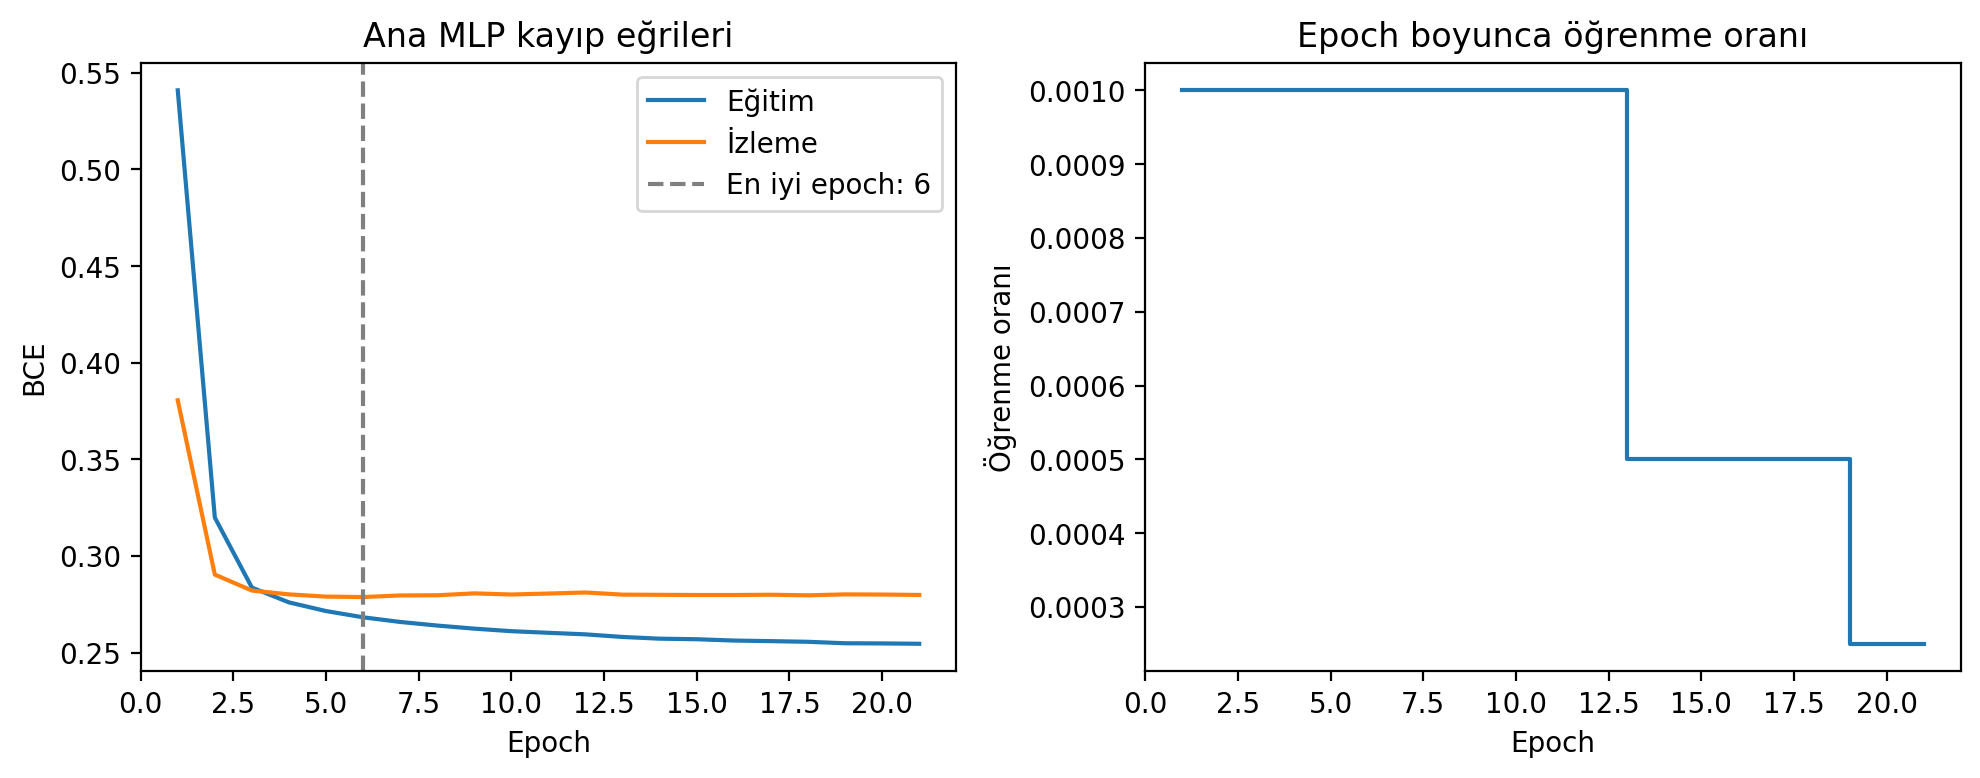 Ana MLP kayıp eğrileri
0.55
0.50
0.45
0.40
0.35
0.30
0.25
BCE
Eğitim
İzleme
En iyi epoch: 6
0.0 2.5 5.0 7.5 10.0 12.5 15.0 17.5 20.0
Epoch
Epoch boyunca öğrenme oranı
0.0010
0.0009
0.0008
0.0007
0.0006
0.0005
0.0004
0.0003
Öğrenme oranı
0.0 2.5 5.0 7.5 10.0 12.5 15.0 17.5 20.0
Epoch